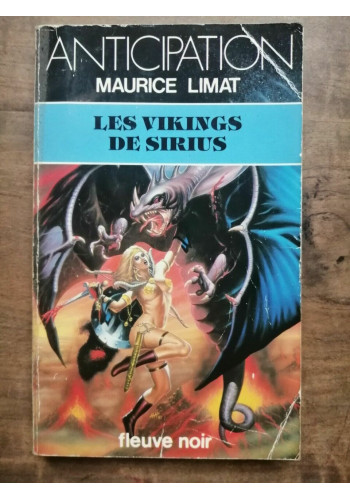 ANTICIPATION
MAURICE LIMAT
LES VIKINGS
DE SIRIUS
fleuve noir